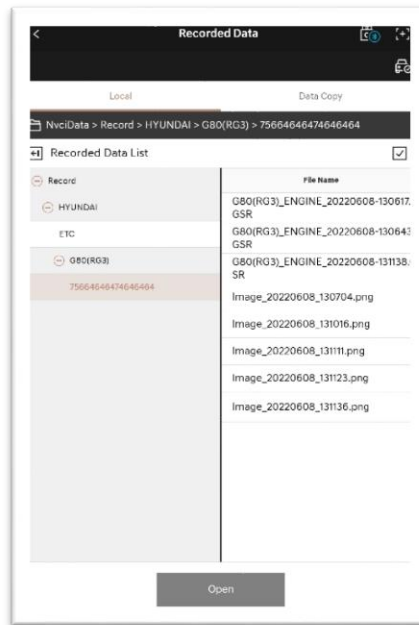 Recorded Data
Local
Data Copy
NvciData > Record > HYUNDAI > G80(RG3) > 75664646474646464
Recorded Data List
File Name
Record
HYUNDAI
ETC
G80(RG3)
75664646474646464
G80(RG3)_ENGINE_20220608-130617.
GSR
G80(RG3)_ENGINE_20220608-130643
GSR
G80(RG3)_ENGINE_20220608-131138.
SR
Image_20220608_130704.png
Image_20220608_131016.png
Image_20220608_131111.png
Image_20220608_131123.png
Image_20220608_131136.png
Open